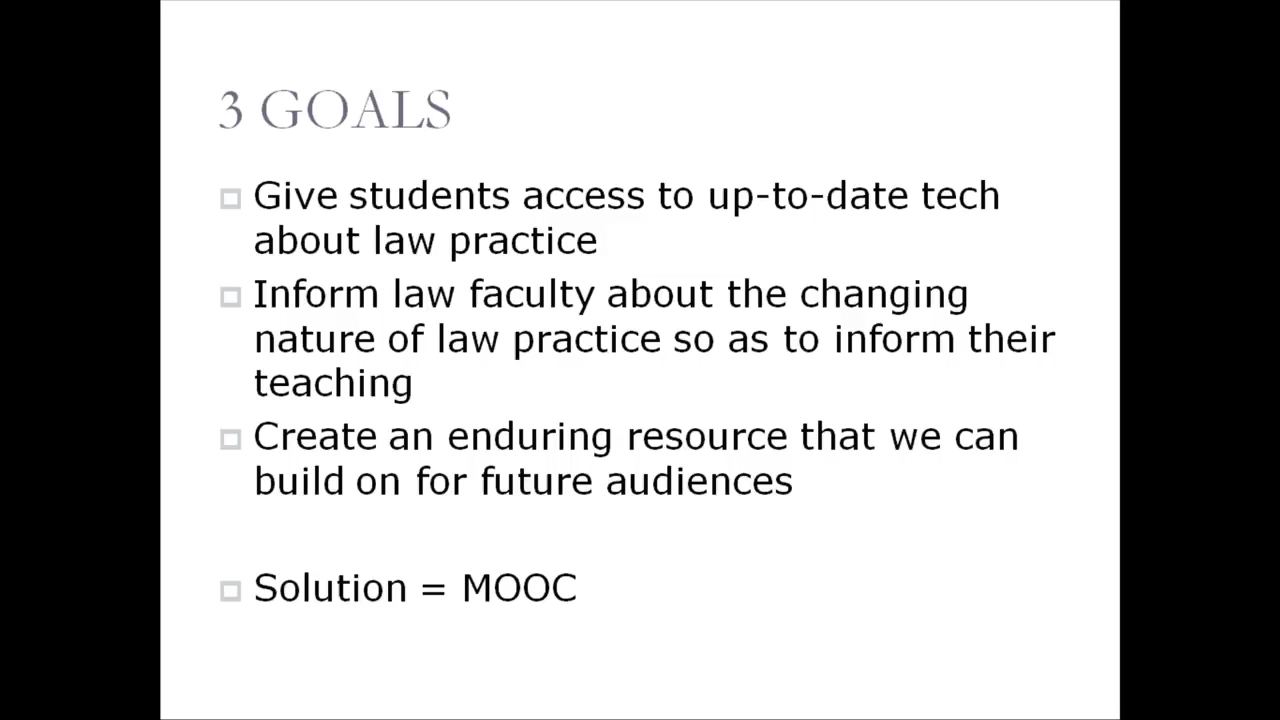 3 GOALS
Give students access to up-to-date tech
about law practice
Inform law faculty about the changing
nature of law practice so as to inform their
teaching
Create an enduring resource that we can
build on for future audiences
Solution = MOOC